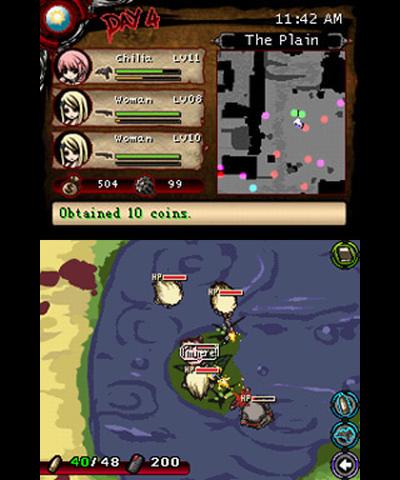 DAY 4
11:42 AM
The Plain
Chilia LV11
Woman LV08
Woman LV10
504 99
Obtained 10 coins.
HP
HP
HP
HP
40/48 200